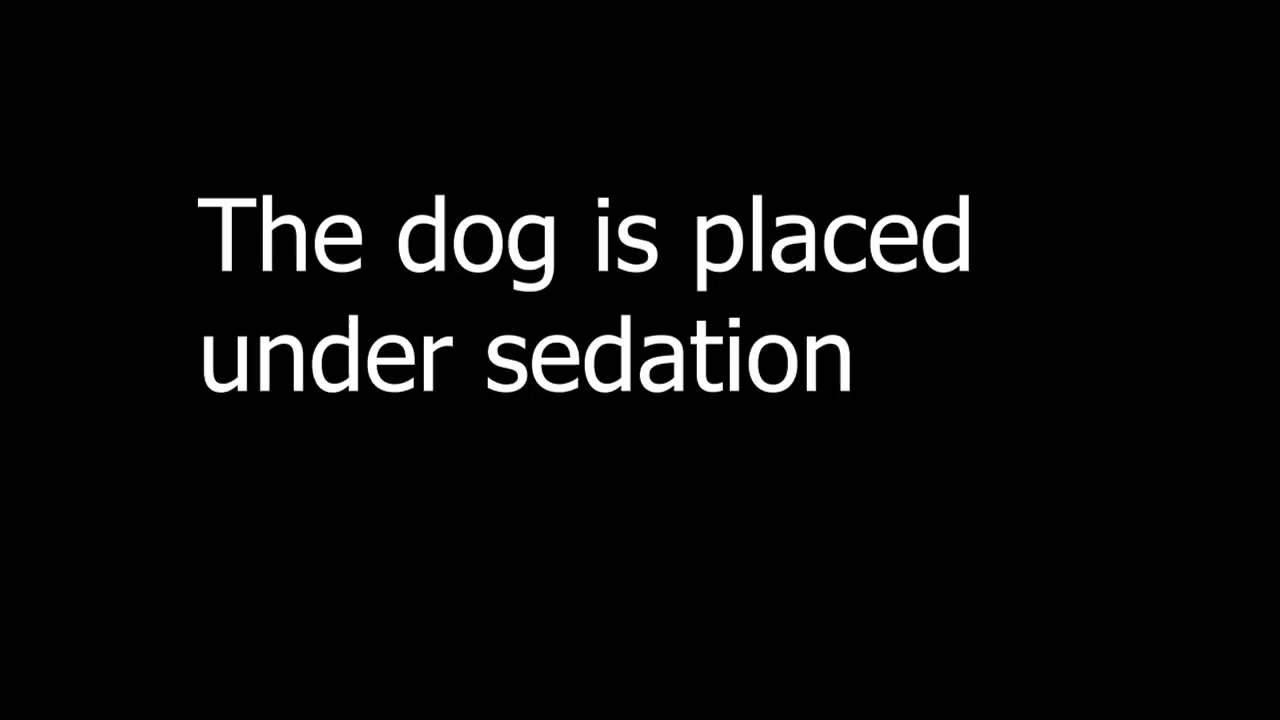 The dog is placed
under sedation